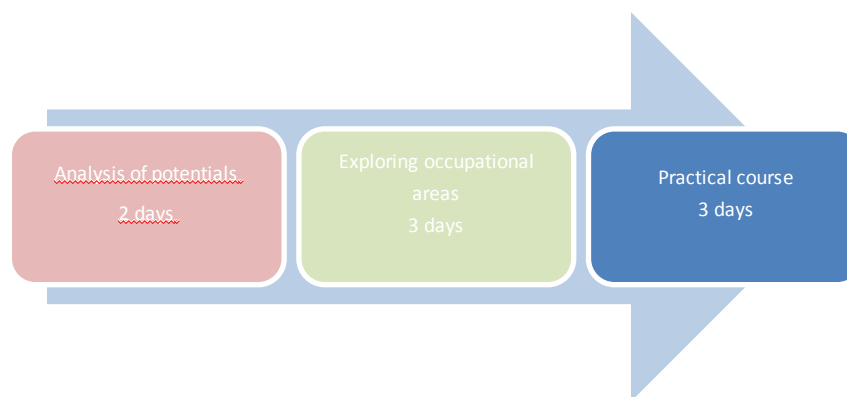 Analysis of potentials
2 days
Exploring occupational
areas
3 days
Practical course
3 days